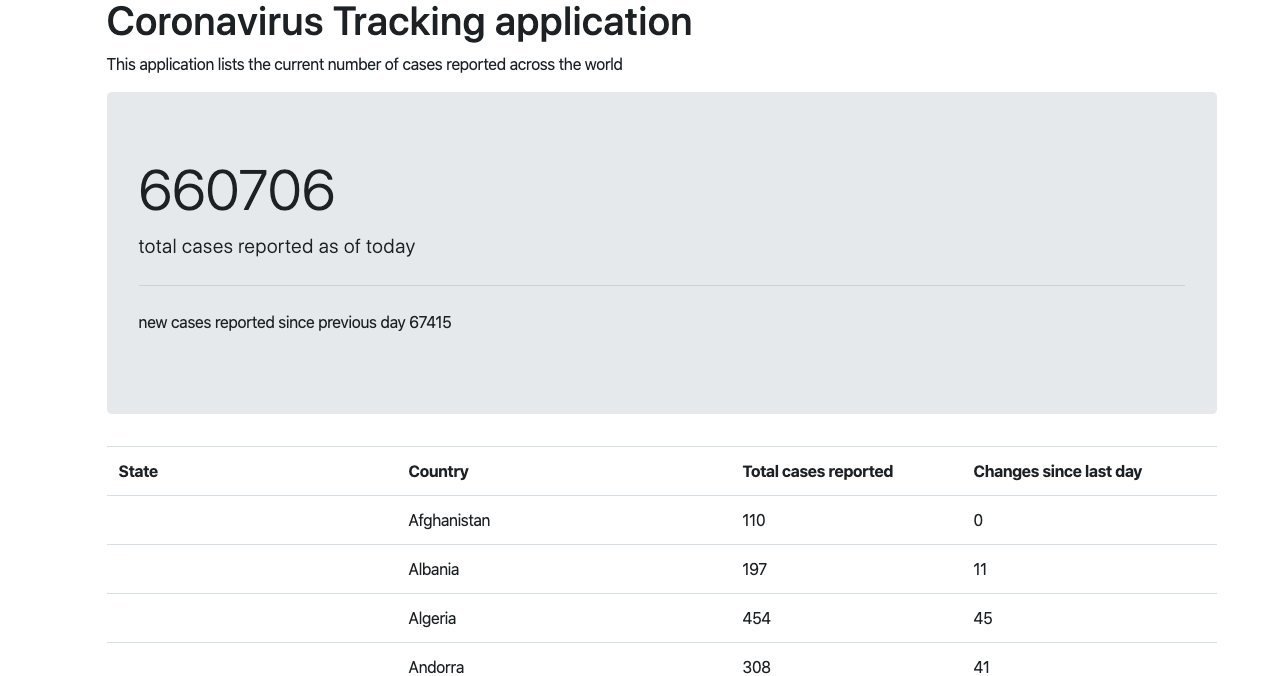 Coronavirus Tracking application
This application lists the current number of cases reported across the world
660706
total cases reported as of today
new cases reported since previous day 67415
State Country Total cases reported Changes since last day
Afghanistan 110 0
Albania 197 11
Algeria 454 45
Andorra 308 41